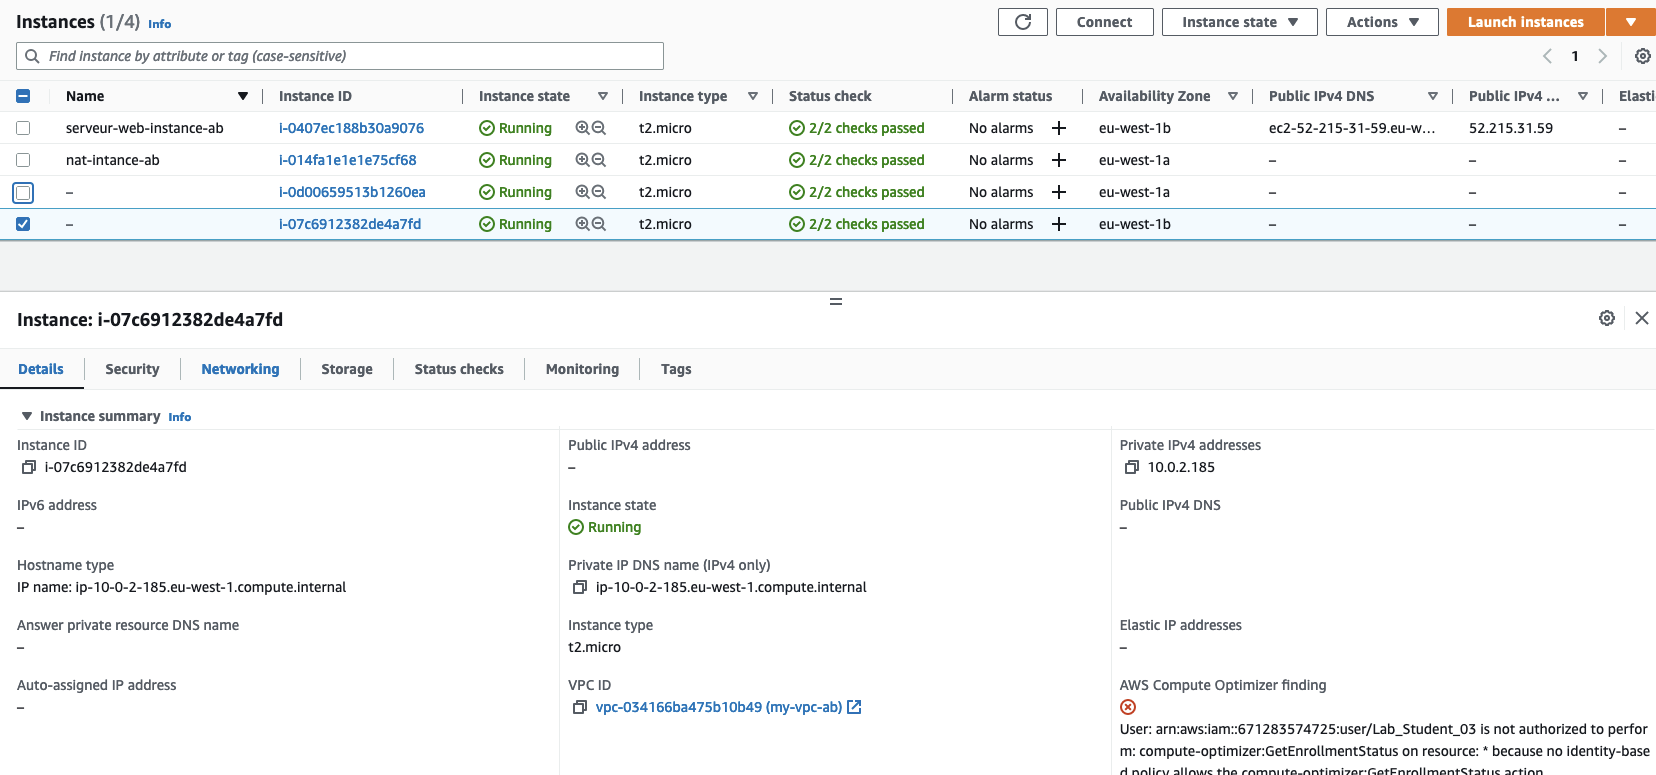 Instances (1/4) Info
Connect Instance state Actions Launch instances
Find instance by attribute or tag (case-sensitive)
1
Name Instance ID Instance state Instance type Status check Alarm status Availability Zone Public IPv4 DNS Public IPv4 ... Elasti
serveur-web-instance-ab i-0407ec188b30a9076 Running t2.micro 2/2 checks passed No alarms + eu-west-1b ec2-52-215-31-59.eu-w... 52.215.31.59 –
nat-intance-ab i-014fa1e1e1e75cf68 Running t2.micro 2/2 checks passed No alarms + eu-west-1a – – –
– i-0d00659513b1260ea Running t2.micro 2/2 checks passed No alarms + eu-west-1a – – –
– i-07c6912382de4a7fd Running t2.micro 2/2 checks passed No alarms + eu-west-1b – – –
Instance: i-07c6912382de4a7fd
Details Security Networking Storage Status checks Monitoring Tags
Instance summary Info
Instance ID
i-07c6912382de4a7fd
Public IPv4 address
–
Private IPv4 addresses
10.0.2.185
IPv6 address
–
Instance state
Running
Public IPv4 DNS
–
Hostname type
IP name: ip-10-0-2-185.eu-west-1.compute.internal
Private IP DNS name (IPv4 only)
ip-10-0-2-185.eu-west-1.compute.internal
Answer private resource DNS name
–
Instance type
t2.micro
Elastic IP addresses
–
Auto-assigned IP address
–
VPC ID
vpc-034166ba475b10b49 (my-vpc-ab)
AWS Compute Optimizer finding
User: arn:aws:iam::671283574725:user/Lab_Student_03 is not authorized to perfor
m: compute-optimizer:GetEnrollmentStatus on resource: * because no identity-base
d policy allows the compute-optimizer:GetEnrollmentStatus action